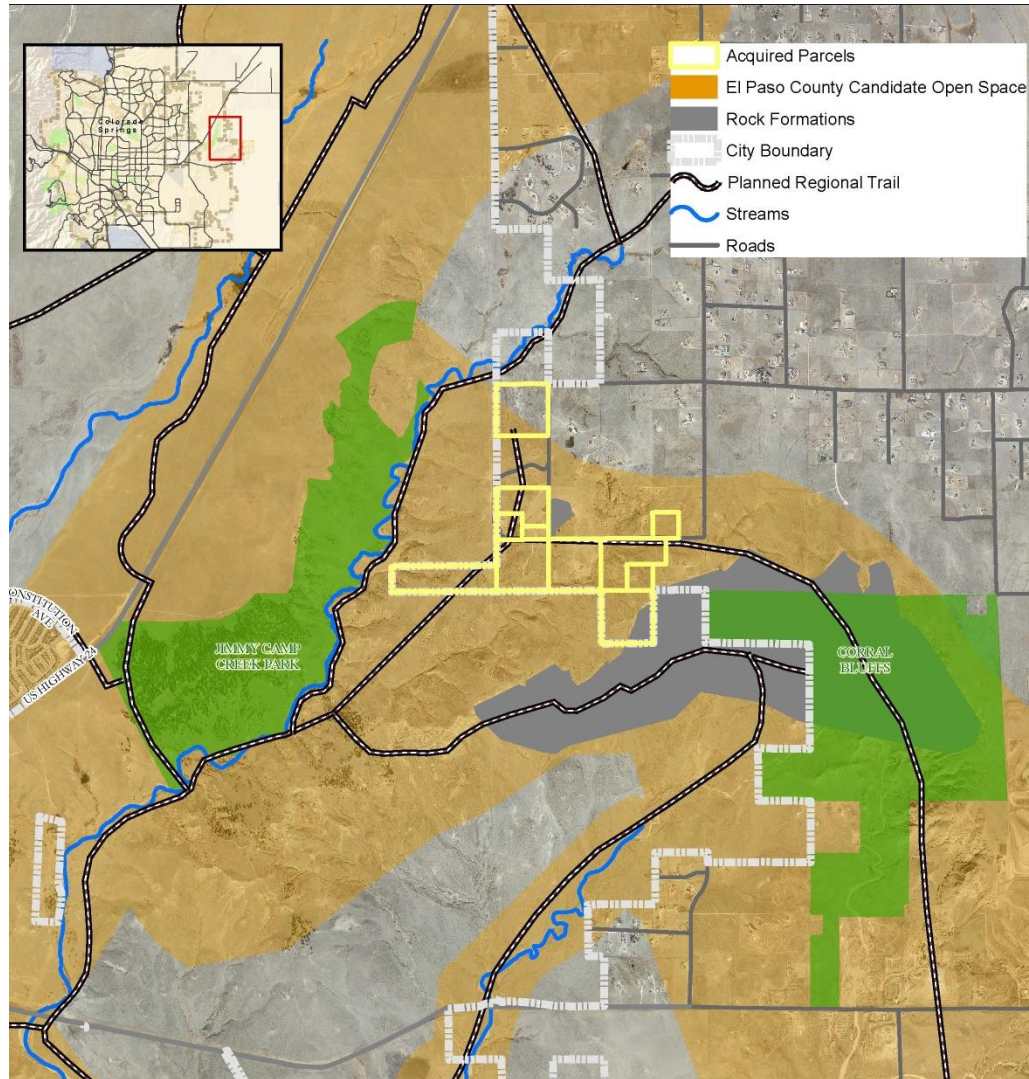 Colorado
Springs
Acquired Parcels
El Paso County Candidate Open Space
Rock Formations
City Boundary
Planned Regional Trail
Streams
Roads
CONSTITUTION
AVE
US HIGHWAY 24
JIMMY CAMP
CREEK PARK
CORRAL
BLUFFS